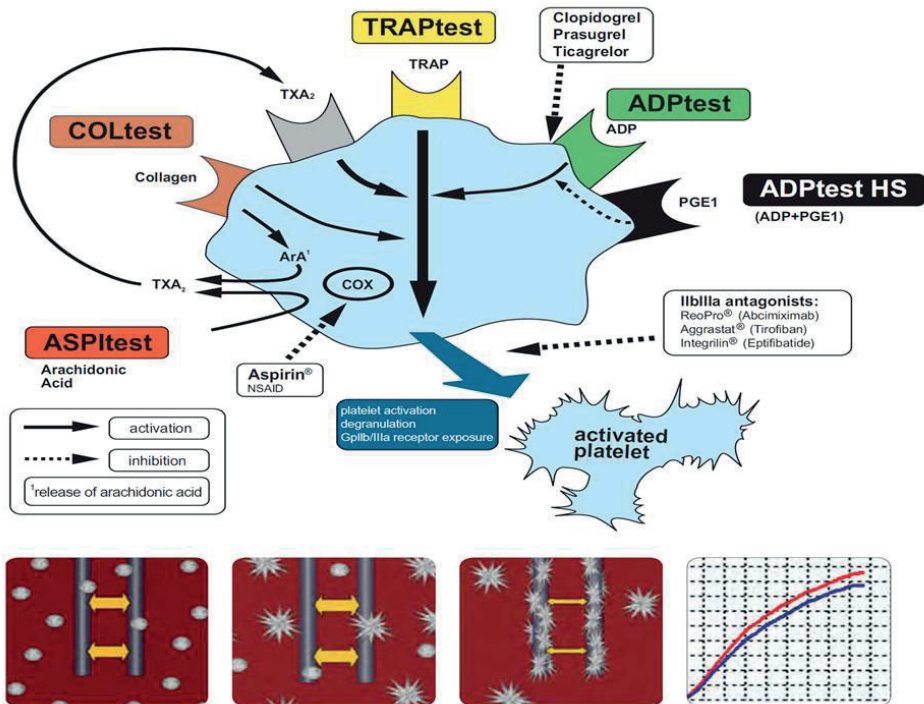 TRAPtest
TRAP
Clopidogrel
Prasugrel
Ticagrelor
TXA₂
ADPtest
ADP
COLtest
Collagen
PGE1
ADPtest HS
(ADP+PGE1)
ArA¹
COX
TXA₂
ASPItest
Arachidonic
Acid
Aspirin®
NSAID
IIbIIIa antagonists:
ReoPro® (Abcimiximab)
Aggrastat® (Tirofiban)
Integrilin® (Eptifibatide)
platelet activation
degranulation
GpIIb/IIIa receptor exposure
activated
platelet
activation
inhibition
¹release of arachidonic acid